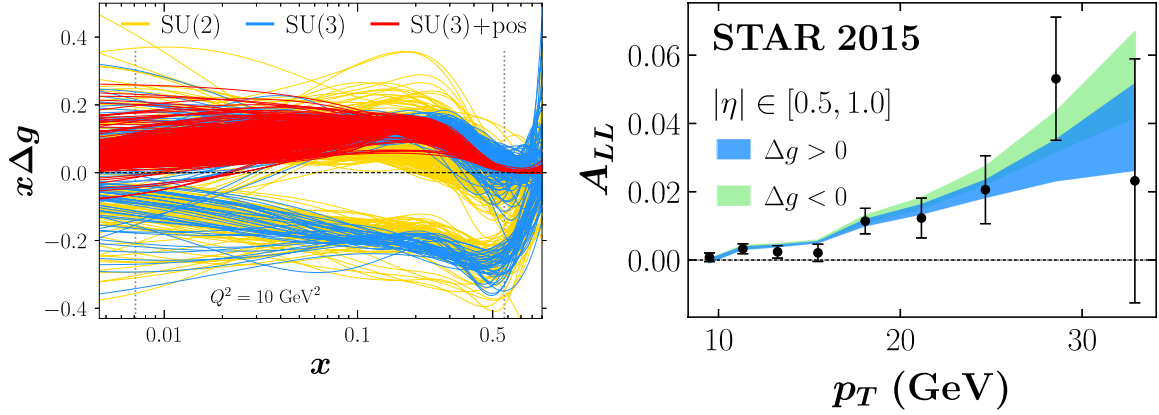 SU(2) SU(3) SU(3)+pos
0.4
0.2
0.0
−0.2
−0.4
xΔg
Q² = 10 GeV²
0.01 0.1 0.5
x
STAR 2015
|η| ∈ [0.5, 1.0]
Δg > 0
Δg < 0
0.06
0.04
0.02
0.00
A_{LL}
10 20 30
p_T (GeV)